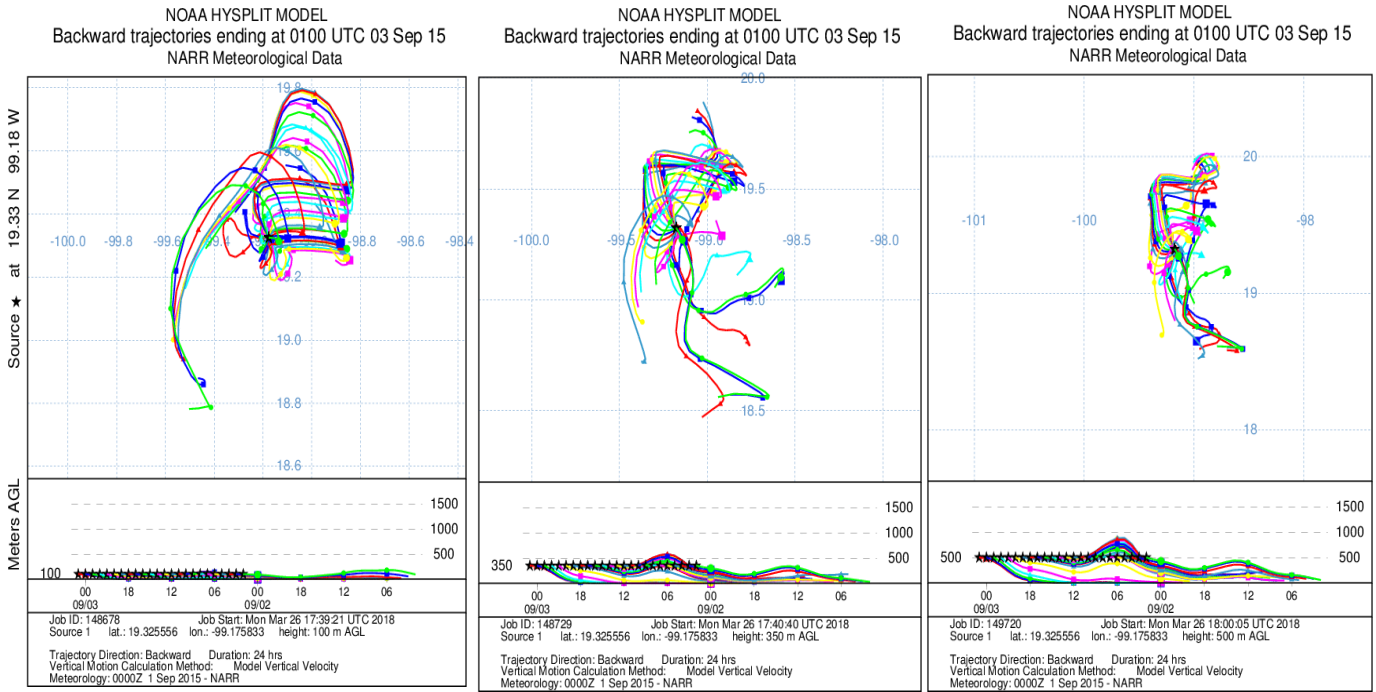 NOAA HYSPLIT MODEL
Backward trajectories ending at 0100 UTC 03 Sep 15
NARR Meteorological Data
Source ★ at 19.33 N 99.18 W
19.8
19.6
-100.0 -99.8 -99.6 -99.4 -98.8 -98.6 -98.4
19.2
19.0
18.8
18.6
Meters AGL
1500
1000
500
100
00 18 12 06 00 18 12 06
09/03 09/02
Job ID: 148678 Job Start: Mon Mar 26 17:39:21 UTC 2018
Source 1 lat.: 19.325556 lon.: -99.175833 height: 100 m AGL
Trajectory Direction: Backward Duration: 24 hrs
Vertical Motion Calculation Method: Model Vertical Velocity
Meteorology: 0000Z 1 Sep 2015 - NARR
NOAA HYSPLIT MODEL
Backward trajectories ending at 0100 UTC 03 Sep 15
NARR Meteorological Data
20.0
19.5
-100.0 -99.5 -99.0 -98.5 -98.0
19.0
18.5
1500
1000
500
350
00 18 12 06 00 18 12 06
09/03 09/02
Job ID: 148729 Job Start: Mon Mar 26 17:40:40 UTC 2018
Source 1 lat.: 19.325556 lon.: -99.175833 height: 350 m AGL
Trajectory Direction: Backward Duration: 24 hrs
Vertical Motion Calculation Method: Model Vertical Velocity
Meteorology: 0000Z 1 Sep 2015 - NARR
NOAA HYSPLIT MODEL
Backward trajectories ending at 0100 UTC 03 Sep 15
NARR Meteorological Data
20
-101 -100 -98
19
18
1500
1000
500
500
00 18 12 06 00 18 12 06
09/03 09/02
Job ID: 149720 Job Start: Mon Mar 26 18:00:05 UTC 2018
Source 1 lat.: 19.325556 lon.: -99.175833 height: 500 m AGL
Trajectory Direction: Backward Duration: 24 hrs
Vertical Motion Calculation Method: Model Vertical Velocity
Meteorology: 0000Z 1 Sep 2015 - NARR